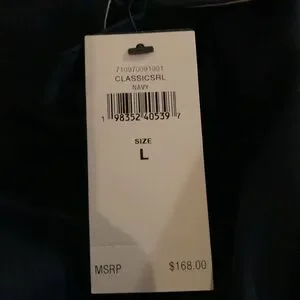 710970091001
CLASSICSRL
NAVY
1 98352 40539 7
SIZE
L
MSRP $168.00